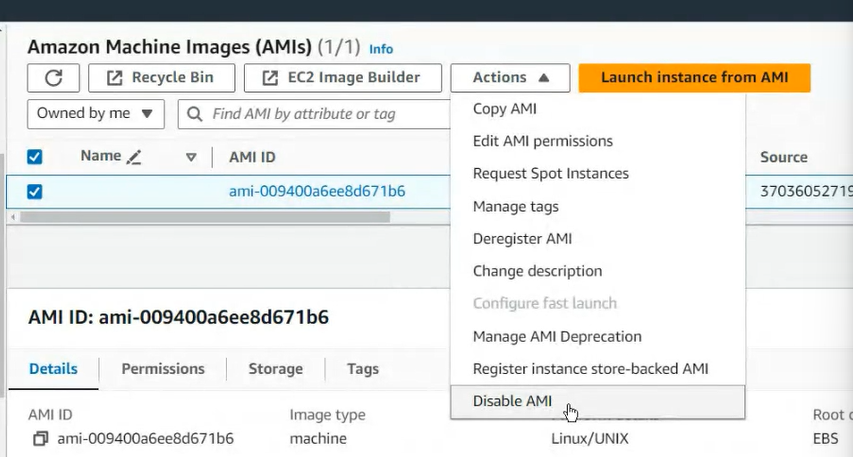 Amazon Machine Images (AMIs) (1/1) Info
Recycle Bin EC2 Image Builder Actions Launch instance from AMI
Owned by me Find AMI by attribute or tag
Copy AMI
Edit AMI permissions
Request Spot Instances
Manage tags
Deregister AMI
Change description
Configure fast launch
Manage AMI Deprecation
Register instance store-backed AMI
Disable AMI
Name AMI ID Source
ami-009400a6ee8d671b6 37036052719
AMI ID: ami-009400a6ee8d671b6
Details Permissions Storage Tags
AMI ID Image type Root
ami-009400a6ee8d671b6 machine Linux/UNIX EBS